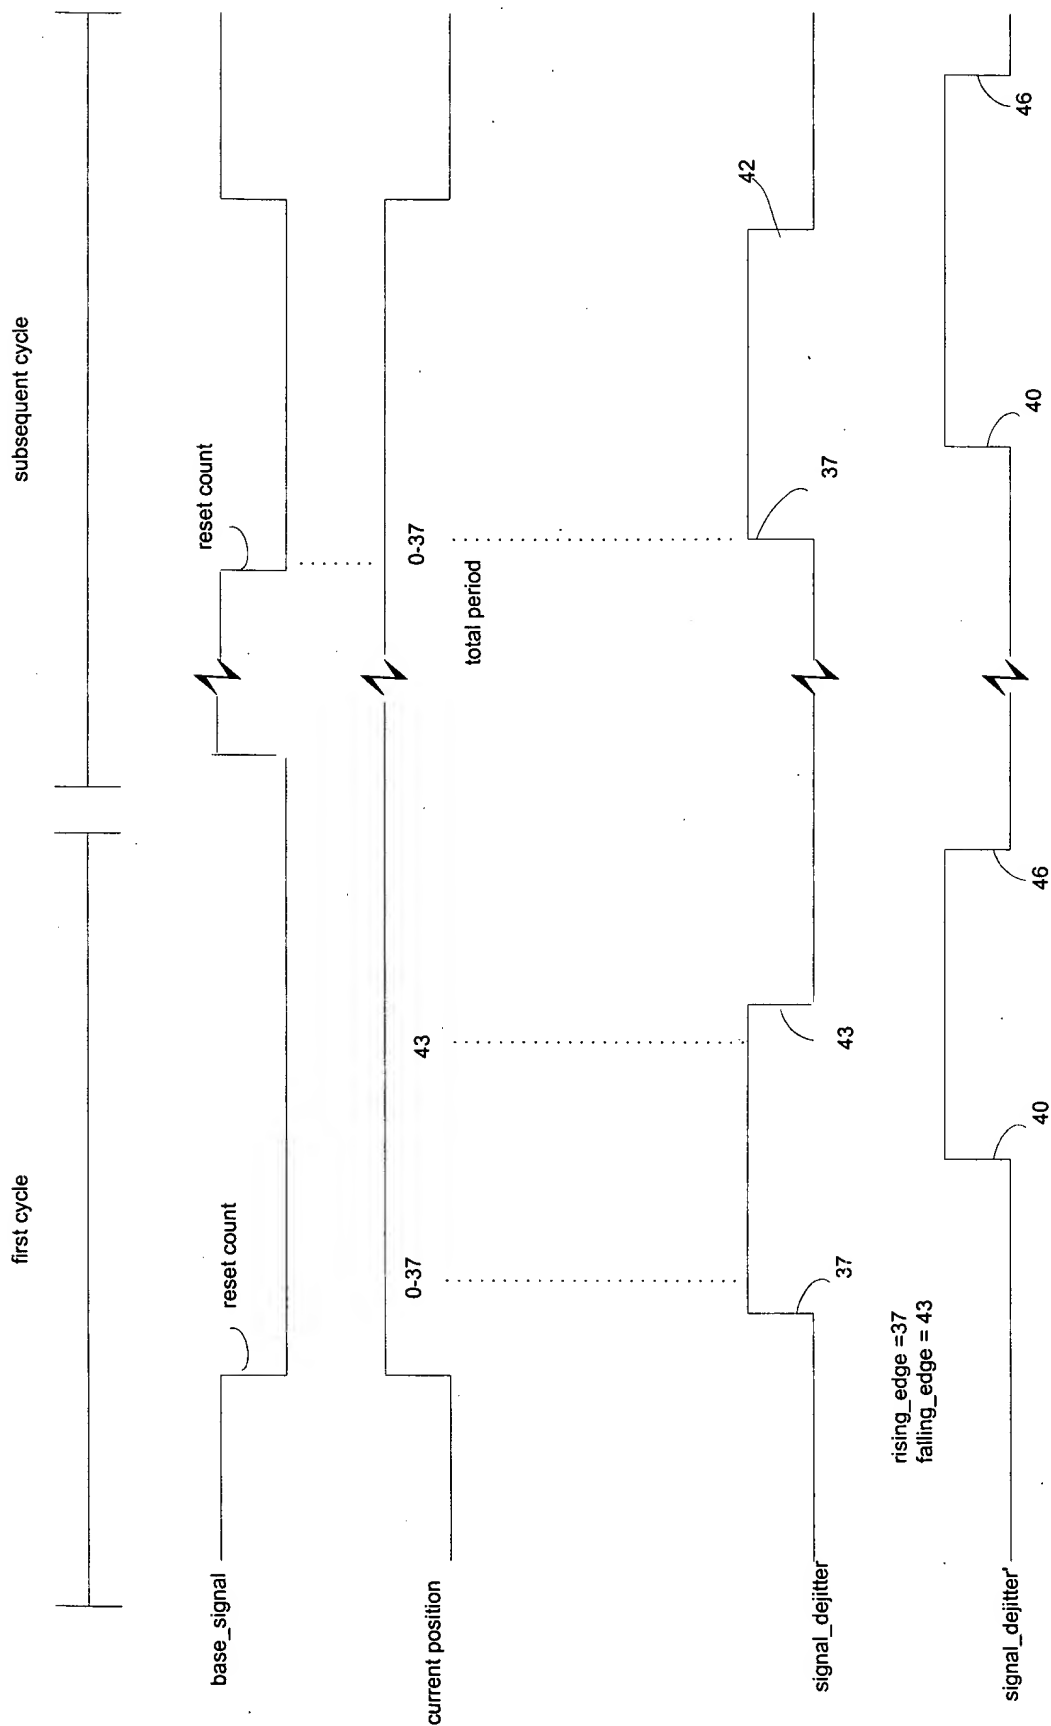 first cycle
subsequent cycle
base_signal
reset count
reset count
current position
0-37
43
0-37
total period
signal_dejitter
37
43
37
42
rising_edge =37
falling_edge = 43
signal_dejitter'
40
46
40
46